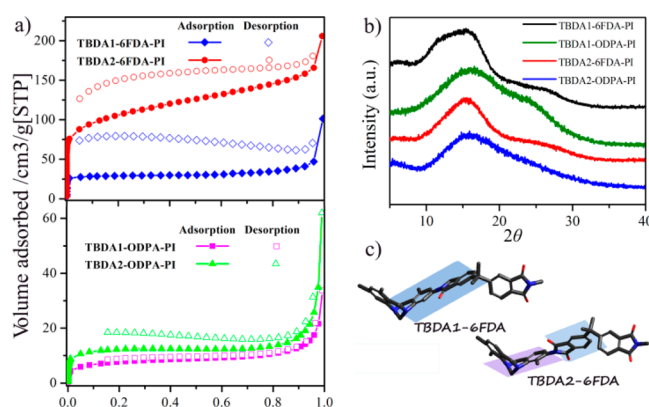 a)
Adsorption Desorption
TBDA1-6FDA-PI
TBDA2-6FDA-PI
200
150
100
50
0
Adsorption Desorption
TBDA1-ODPA-PI
TBDA2-ODPA-PI
60
40
20
0
0.0 0.2 0.4 0.6 0.8 1.0
Volume adsorbed /cm3/g[STP]
b)
TBDA1-6FDA-PI
TBDA1-ODPA-PI
TBDA2-6FDA-PI
TBDA2-ODPA-PI
Intensity (a.u.)
10 20 30 40
2θ
c)
TBDA1-6FDA
TBDA2-6FDA